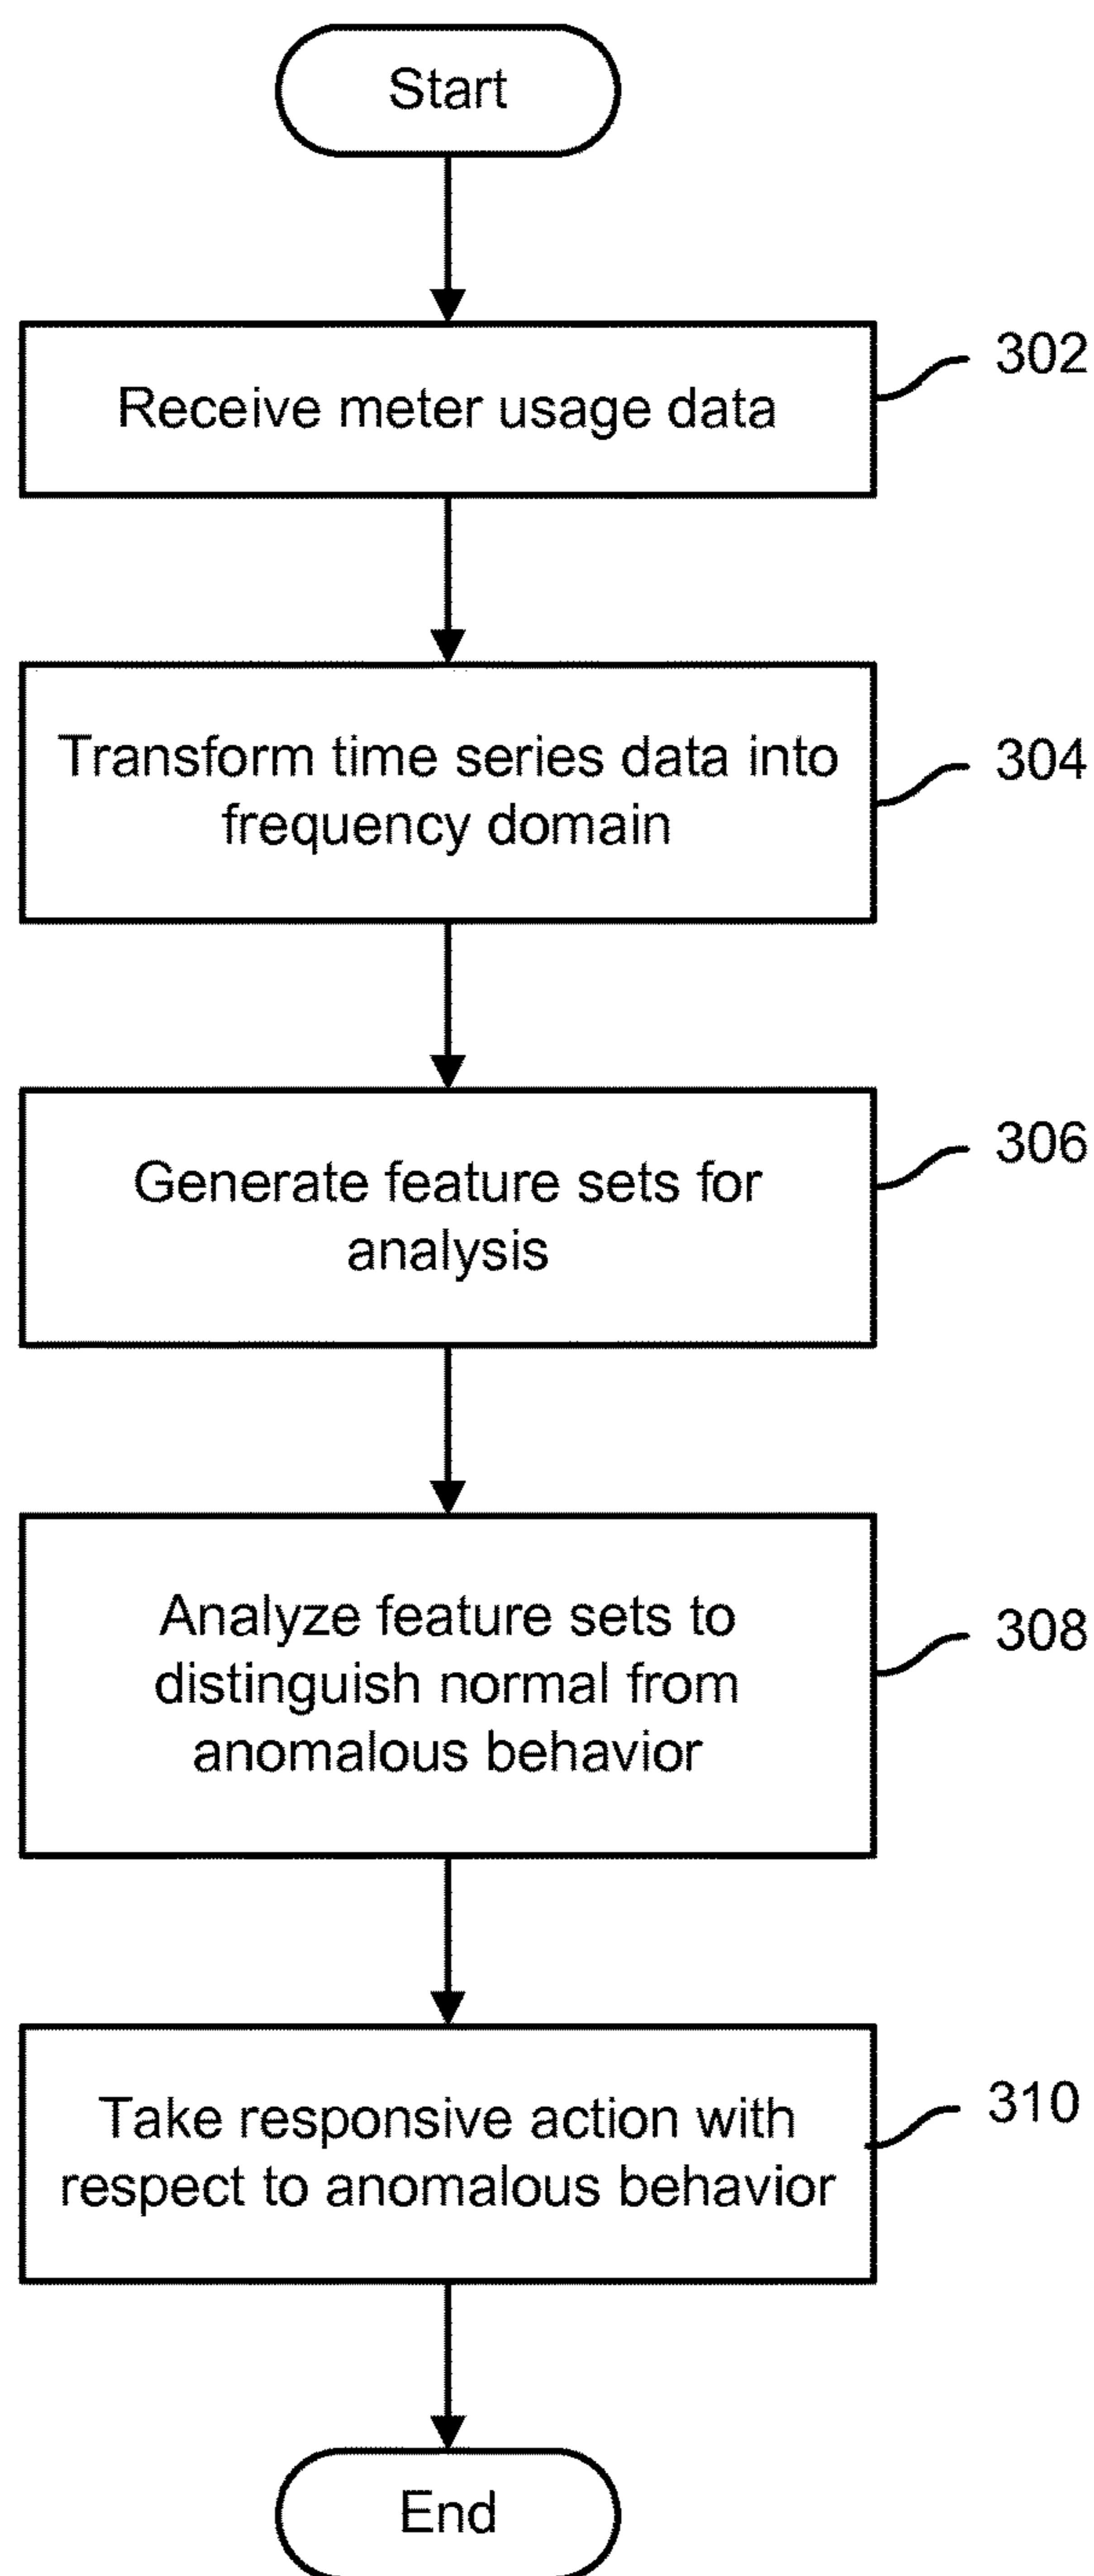 Start
Receive meter usage data
302
Transform time series data into
frequency domain
304
Generate feature sets for
analysis
306
Analyze feature sets to
distinguish normal from
anomalous behavior
308
Take responsive action with
respect to anomalous behavior
310
End